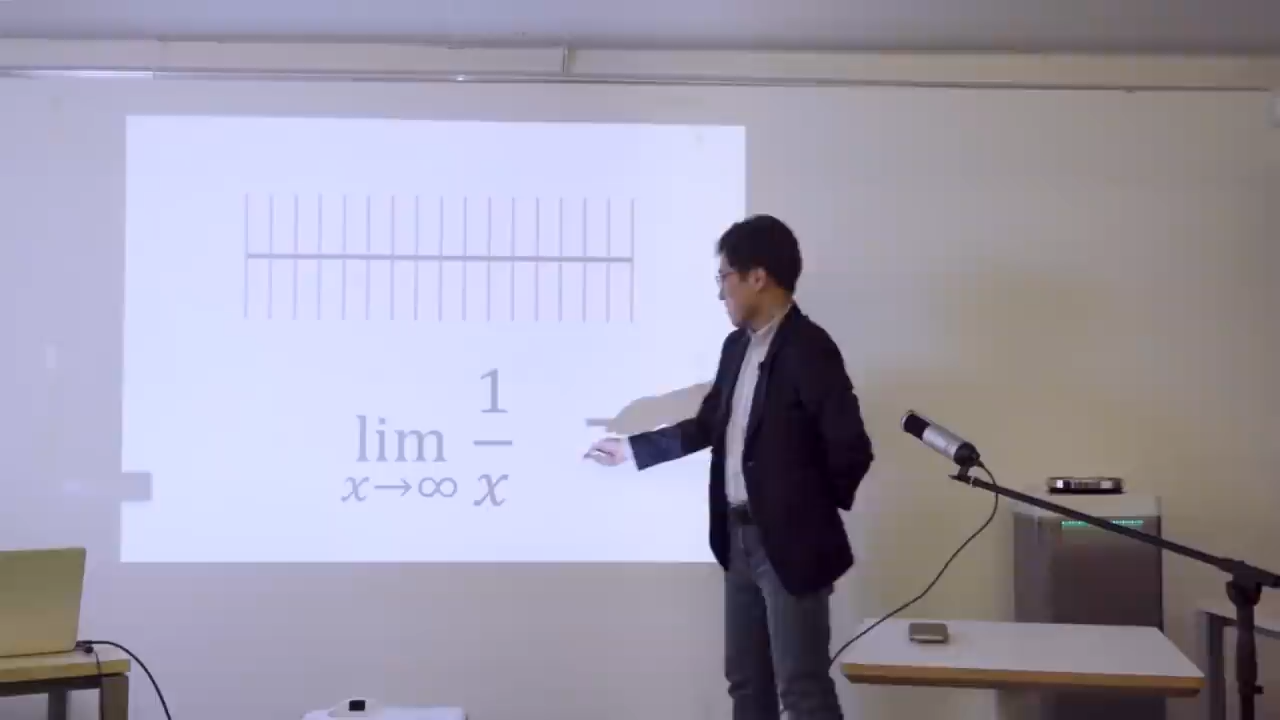 lim 1/x =
x→∞